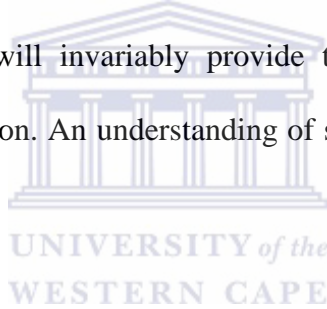 will invariably provide t
on. An understanding of s
UNIVERSITY of the
WESTERN CAPE